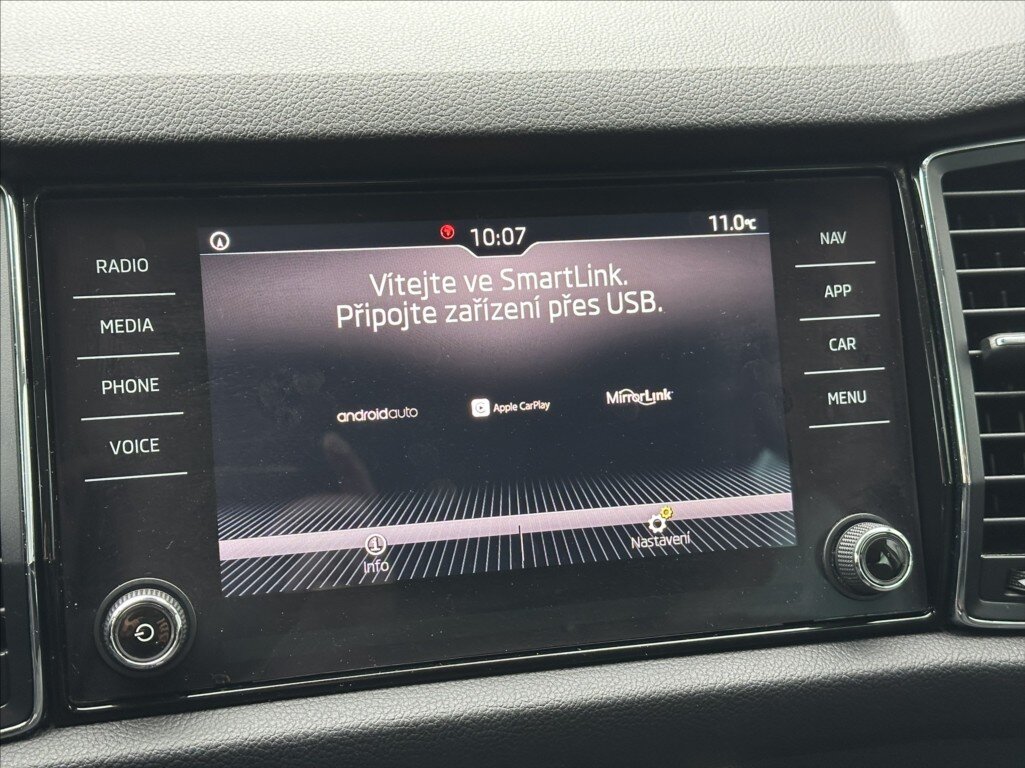 10:07
11.0°C
RADIO
MEDIA
PHONE
VOICE
Vítejte ve SmartLink.
Připojte zařízení přes USB.
androidauto
Apple CarPlay
MirrorLink
Info
Nastavení
NAV
APP
CAR
MENU